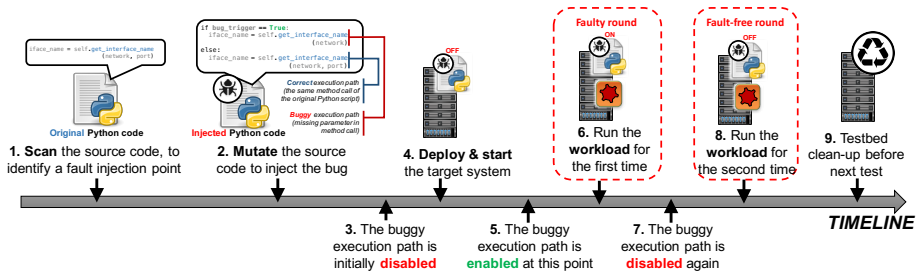 iface_name = self.get_interface_name
(network, port)
Original Python code
1. Scan the source code, to
identify a fault injection point
if bug_trigger == True:
iface_name = self.get_interface_name
(network)
else:
iface_name = self.get_interface_name
(network, port)
Correct execution path
(the same method call of
the original Python script)
Buggy execution path
(missing parameter in
method call)
Injected Python code
2. Mutate the source
code to inject the bug
OFF
4. Deploy & start
the target system
Faulty round
ON
6. Run the
workload for
the first time
Fault-free round
OFF
8. Run the
workload for
the second time
9. Testbed
clean-up before
next test
TIMELINE
3. The buggy
execution path is
initially disabled
5. The buggy
execution path is
enabled at this point
7. The buggy
execution path is
disabled again